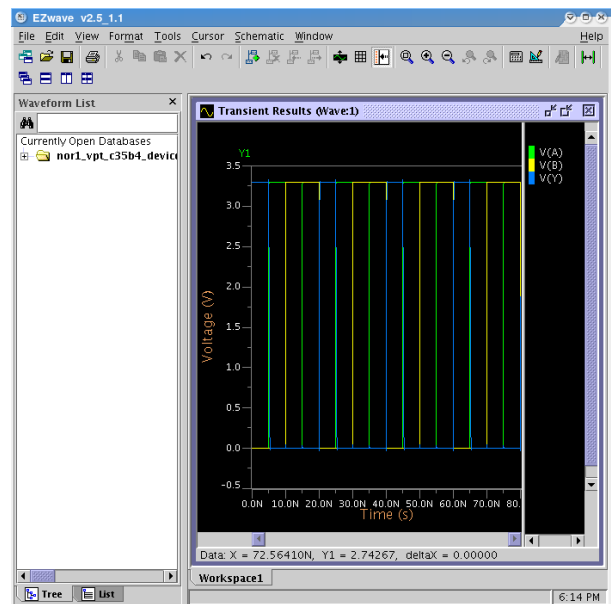 EZwave v2.5_1.1
File Edit View Format Tools Cursor Schematic Window Help
Waveform List ×
Currently Open Databases
nor1_vpt_c35b4_device
Transient Results (Wave:1)
Y1
V(A)
V(B)
V(Y)
3.5
3.0
2.5
2.0
1.5
1.0
0.5
0.0
-0.5
Voltage (V)
0.0N 10.0N 20.0N 30.0N 40.0N 50.0N 60.0N 70.0N 80.
Time (s)
Data: X = 72.56410N, Y1 = 2.74267, deltaX = 0.00000
Workspace1
Tree List
6:14 PM